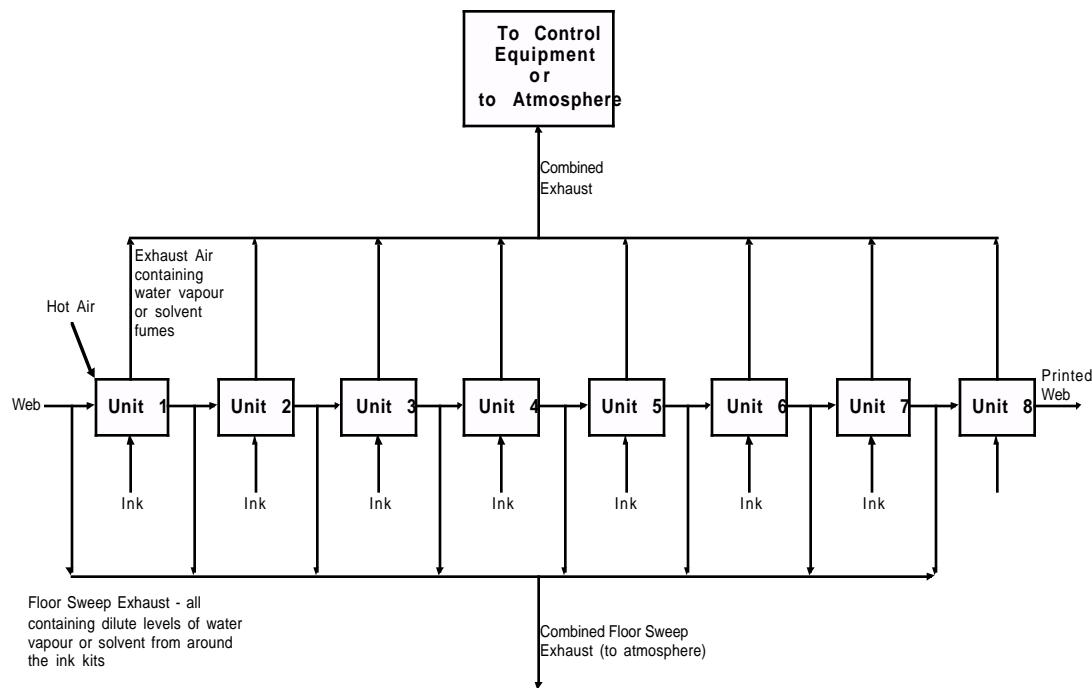 To Control
Equipment
or
to Atmosphere
Combined
Exhaust
Exhaust Air
containing
water vapour
or solvent
fumes
Hot Air
Web
Unit 1
Unit 2
Unit 3
Unit 4
Unit 5
Unit 6
Unit 7
Unit 8
Printed
Web
Ink
Ink
Ink
Ink
Ink
Ink
Ink
Floor Sweep Exhaust - all
containing dilute levels of water
vapour or solvent from around
the ink kits
Combined Floor Sweep
Exhaust (to atmosphere)